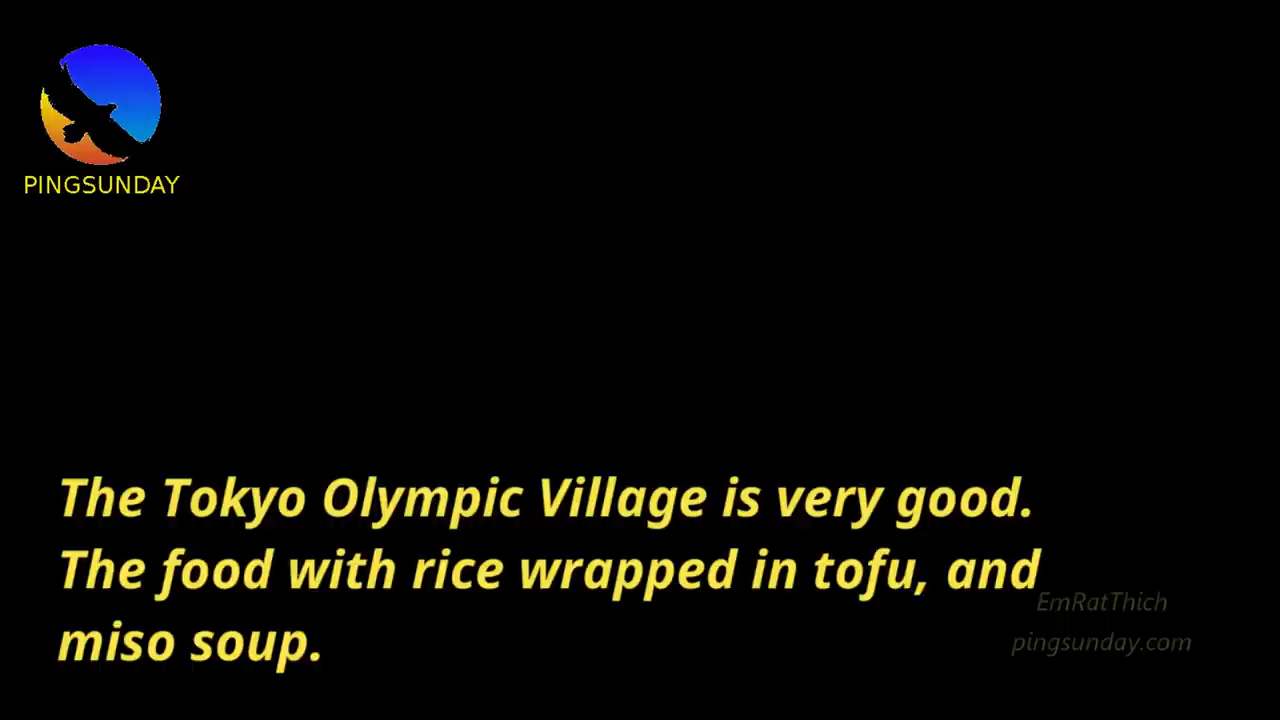 PINGSUNDAY
The Tokyo Olympic Village is very good.
The food with rice wrapped in tofu, and
miso soup.
EmRatThich
pingsunday.com